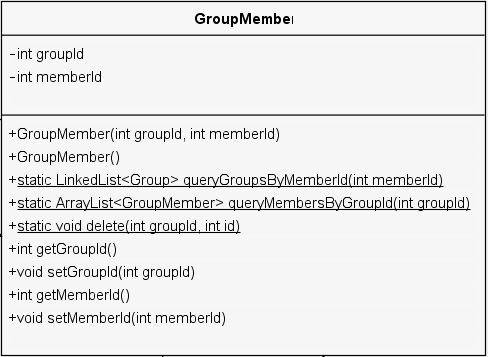 GroupMember
-int groupId
-int memberId
+GroupMember(int groupId, int memberId)
+GroupMember()
+static LinkedList<Group> queryGroupsByMemberId(int memberId)
+static ArrayList<GroupMember> queryMembersByGroupId(int groupId)
+static void delete(int groupId, int id)
+int getGroupId()
+void setGroupId(int groupId)
+int getMemberId()
+void setMemberId(int memberId)